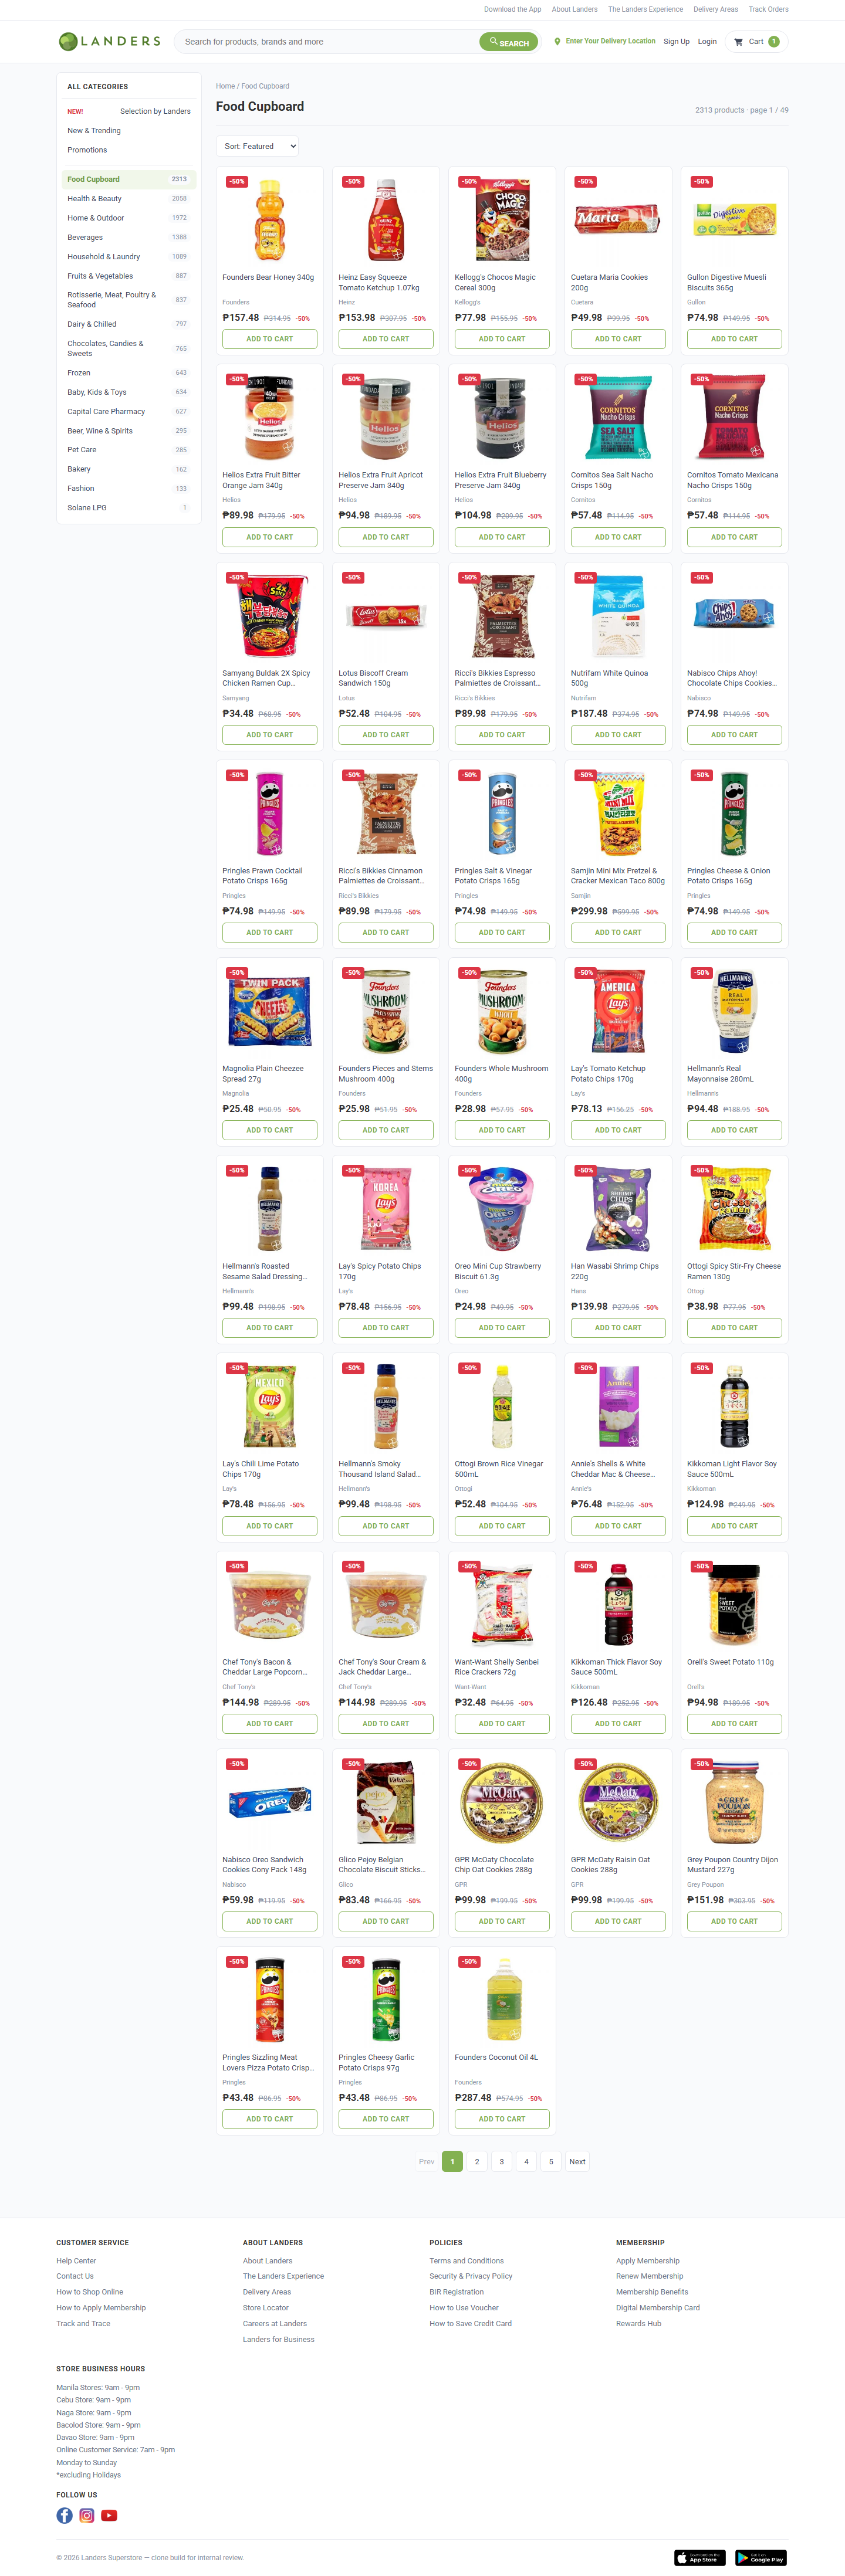 Download the App About Landers The Landers Experience Delivery Areas Track Orders
LANDERS
Search for products, brands and more
SEARCH
Enter Your Delivery Location Sign Up Login Cart 1
ALL CATEGORIES
NEW! Selection by Landers
New & Trending
Promotions
Food Cupboard 2313
Health & Beauty 2058
Home & Outdoor 1972
Beverages 1388
Household & Laundry 1089
Fruits & Vegetables 887
Rotisserie, Meat, Poultry &
Seafood 837
Dairy & Chilled 797
Chocolates, Candies &
Sweets 765
Frozen 643
Baby, Kids & Toys 634
Capital Care Pharmacy 627
Beer, Wine & Spirits 295
Pet Care 285
Bakery 162
Fashion 133
Solane LPG 1
Home / Food Cupboard
Food Cupboard
2313 products · page 1 / 49
Sort: Featured
-50%
Founders Bear Honey 340g
Founders
₱157.48 ₱314.95 -50%
ADD TO CART
-50%
Heinz Easy Squeeze
Tomato Ketchup 1.07kg
Heinz
₱153.98 ₱307.95 -50%
ADD TO CART
-50%
Kellogg's Chocos Magic
Cereal 300g
Kellogg's
₱77.98 ₱155.95 -50%
ADD TO CART
-50%
Cuetara Maria Cookies
200g
Cuetara
₱49.98 ₱99.95 -50%
ADD TO CART
-50%
Gullon Digestive Muesli
Biscuits 365g
Gullon
₱74.98 ₱149.95 -50%
ADD TO CART
-50%
Helios Extra Fruit Bitter
Orange Jam 340g
Helios
₱89.98 ₱179.95 -50%
ADD TO CART
-50%
Helios Extra Fruit Apricot
Preserve Jam 340g
Helios
₱94.98 ₱189.95 -50%
ADD TO CART
-50%
Helios Extra Fruit Blueberry
Preserve Jam 340g
Helios
₱104.98 ₱209.95 -50%
ADD TO CART
-50%
Cornitos Sea Salt Nacho
Crisps 150g
Cornitos
₱57.48 ₱114.95 -50%
ADD TO CART
-50%
Cornitos Tomato Mexicana
Nacho Crisps 150g
Cornitos
₱57.48 ₱114.95 -50%
ADD TO CART
-50%
Samyang Buldak 2X Spicy
Chicken Ramen Cup...
Samyang
₱34.48 ₱68.95 -50%
ADD TO CART
-50%
Lotus Biscoff Cream
Sandwich 150g
Lotus
₱52.48 ₱104.95 -50%
ADD TO CART
-50%
Ricci's Bikkies Espresso
Palmiettes de Croissant...
Ricci's Bikkies
₱89.98 ₱179.95 -50%
ADD TO CART
-50%
Nutrifam White Quinoa
500g
Nutrifam
₱187.48 ₱374.95 -50%
ADD TO CART
-50%
Nabisco Chips Ahoy!
Chocolate Chips Cookies...
Nabisco
₱74.98 ₱149.95 -50%
ADD TO CART
-50%
Pringles Prawn Cocktail
Potato Crisps 165g
Pringles
₱74.98 ₱149.95 -50%
ADD TO CART
-50%
Ricci's Bikkies Cinnamon
Palmiettes de Croissant...
Ricci's Bikkies
₱89.98 ₱179.95 -50%
ADD TO CART
-50%
Pringles Salt & Vinegar
Potato Crisps 165g
Pringles
₱74.98 ₱149.95 -50%
ADD TO CART
-50%
Samjin Mini Mix Pretzel &
Cracker Mexican Taco 800g
Samjin
₱299.98 ₱599.95 -50%
ADD TO CART
-50%
Pringles Cheese & Onion
Potato Crisps 165g
Pringles
₱74.98 ₱149.95 -50%
ADD TO CART
-50%
Magnolia Plain Cheezee
Spread 27g
Magnolia
₱25.48 ₱50.95 -50%
ADD TO CART
-50%
Founders Pieces and Stems
Mushroom 400g
Founders
₱25.98 ₱51.95 -50%
ADD TO CART
-50%
Founders Whole Mushroom
400g
Founders
₱28.98 ₱57.95 -50%
ADD TO CART
-50%
Lay's Tomato Ketchup
Potato Chips 170g
Lay's
₱78.13 ₱156.25 -50%
ADD TO CART
-50%
Hellmann's Real
Mayonnaise 280mL
Hellmann's
₱94.48 ₱188.95 -50%
ADD TO CART
-50%
Hellmann's Roasted
Sesame Salad Dressing...
Hellmann's
₱99.48 ₱198.95 -50%
ADD TO CART
-50%
Lay's Spicy Potato Chips
170g
Lay's
₱78.48 ₱156.95 -50%
ADD TO CART
-50%
Oreo Mini Cup Strawberry
Biscuit 61.3g
Oreo
₱24.98 ₱49.95 -50%
ADD TO CART
-50%
Han Wasabi Shrimp Chips
220g
Hans
₱139.98 ₱279.95 -50%
ADD TO CART
-50%
Ottogi Spicy Stir-Fry Cheese
Ramen 130g
Ottogi
₱38.98 ₱77.95 -50%
ADD TO CART
-50%
Lay's Chili Lime Potato
Chips 170g
Lay's
₱78.48 ₱156.95 -50%
ADD TO CART
-50%
Hellmann's Smoky
Thousand Island Salad...
Hellmann's
₱99.48 ₱198.95 -50%
ADD TO CART
-50%
Ottogi Brown Rice Vinegar
500mL
Ottogi
₱52.48 ₱104.95 -50%
ADD TO CART
-50%
Annie's Shells & White
Cheddar Mac & Cheese...
Annie's
₱76.48 ₱152.95 -50%
ADD TO CART
-50%
Kikkoman Light Flavor Soy
Sauce 500mL
Kikkoman
₱124.98 ₱249.95 -50%
ADD TO CART
-50%
Chef Tony's Bacon &
Cheddar Large Popcorn...
Chef Tony's
₱144.98 ₱289.95 -50%
ADD TO CART
-50%
Chef Tony's Sour Cream &
Jack Cheddar Large...
Chef Tony's
₱144.98 ₱289.95 -50%
ADD TO CART
-50%
Want-Want Shelly Senbei
Rice Crackers 72g
Want-Want
₱32.48 ₱64.95 -50%
ADD TO CART
-50%
Kikkoman Thick Flavor Soy
Sauce 500mL
Kikkoman
₱126.48 ₱252.95 -50%
ADD TO CART
-50%
Orell's Sweet Potato 110g
Orell's
₱94.98 ₱189.95 -50%
ADD TO CART
-50%
Nabisco Oreo Sandwich
Cookies Cony Pack 148g
Nabisco
₱59.98 ₱119.95 -50%
ADD TO CART
-50%
Glico Pejoy Belgian
Chocolate Biscuit Sticks...
Glico
₱83.48 ₱166.95 -50%
ADD TO CART
-50%
GPR McOaty Chocolate
Chip Oat Cookies 288g
GPR
₱99.98 ₱199.95 -50%
ADD TO CART
-50%
GPR McOaty Raisin Oat
Cookies 288g
GPR
₱99.98 ₱199.95 -50%
ADD TO CART
-50%
Grey Poupon Country Dijon
Mustard 227g
Grey Poupon
₱151.98 ₱303.95 -50%
ADD TO CART
-50%
Pringles Sizzling Meat
Lovers Pizza Potato Crisp...
Pringles
₱43.48 ₱86.95 -50%
ADD TO CART
-50%
Pringles Cheesy Garlic
Potato Crisps 97g
Pringles
₱43.48 ₱86.95 -50%
ADD TO CART
-50%
Founders Coconut Oil 4L
Founders
₱287.48 ₱574.95 -50%
ADD TO CART
Prev 1 2 3 4 5 Next
CUSTOMER SERVICE
Help Center
Contact Us
How to Shop Online
How to Apply Membership
Track and Trace
ABOUT LANDERS
About Landers
The Landers Experience
Delivery Areas
Store Locator
Careers at Landers
Landers for Business
POLICIES
Terms and Conditions
Security & Privacy Policy
BIR Registration
How to Use Voucher
How to Save Credit Card
MEMBERSHIP
Apply Membership
Renew Membership
Membership Benefits
Digital Membership Card
Rewards Hub
STORE BUSINESS HOURS
Manila Stores: 9am - 9pm
Cebu Store: 9am - 9pm
Naga Store: 9am - 9pm
Bacolod Store: 9am - 9pm
Davao Store: 9am - 9pm
Online Customer Service: 7am - 9pm
Monday to Sunday
*excluding Holidays
FOLLOW US
© 2026 Landers Superstore — clone build for internal review.
App Store
Google Play